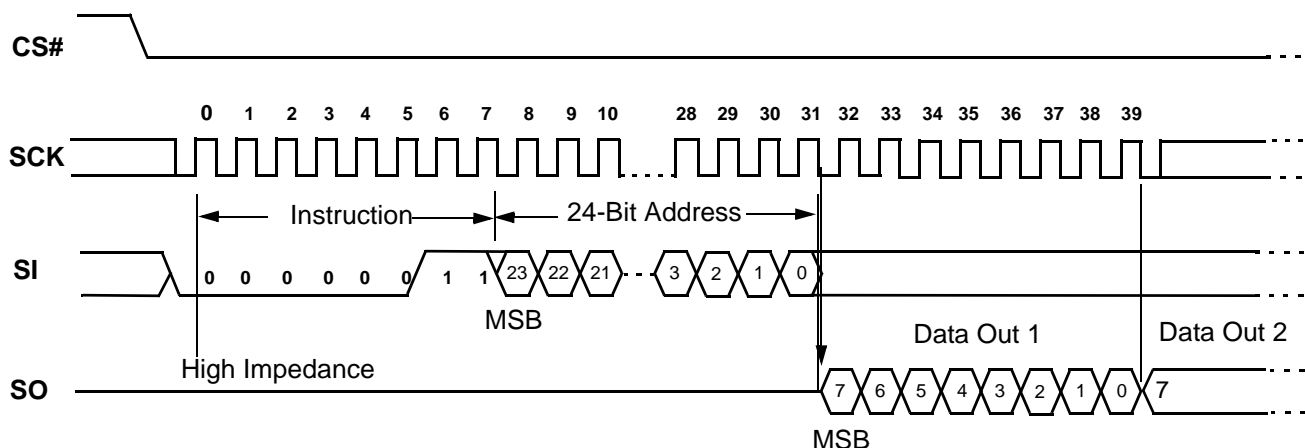 CS#
0 1 2 3 4 5 6 7 8 9 10 28 29 30 31 32 33 34 35 36 37 38 39
SCK
Instruction 24-Bit Address
SI 0 0 0 0 0 0 1 1 23 22 21 3 2 1 0
MSB
Data Out 1 Data Out 2
High Impedance
SO 7 6 5 4 3 2 1 0 7
MSB